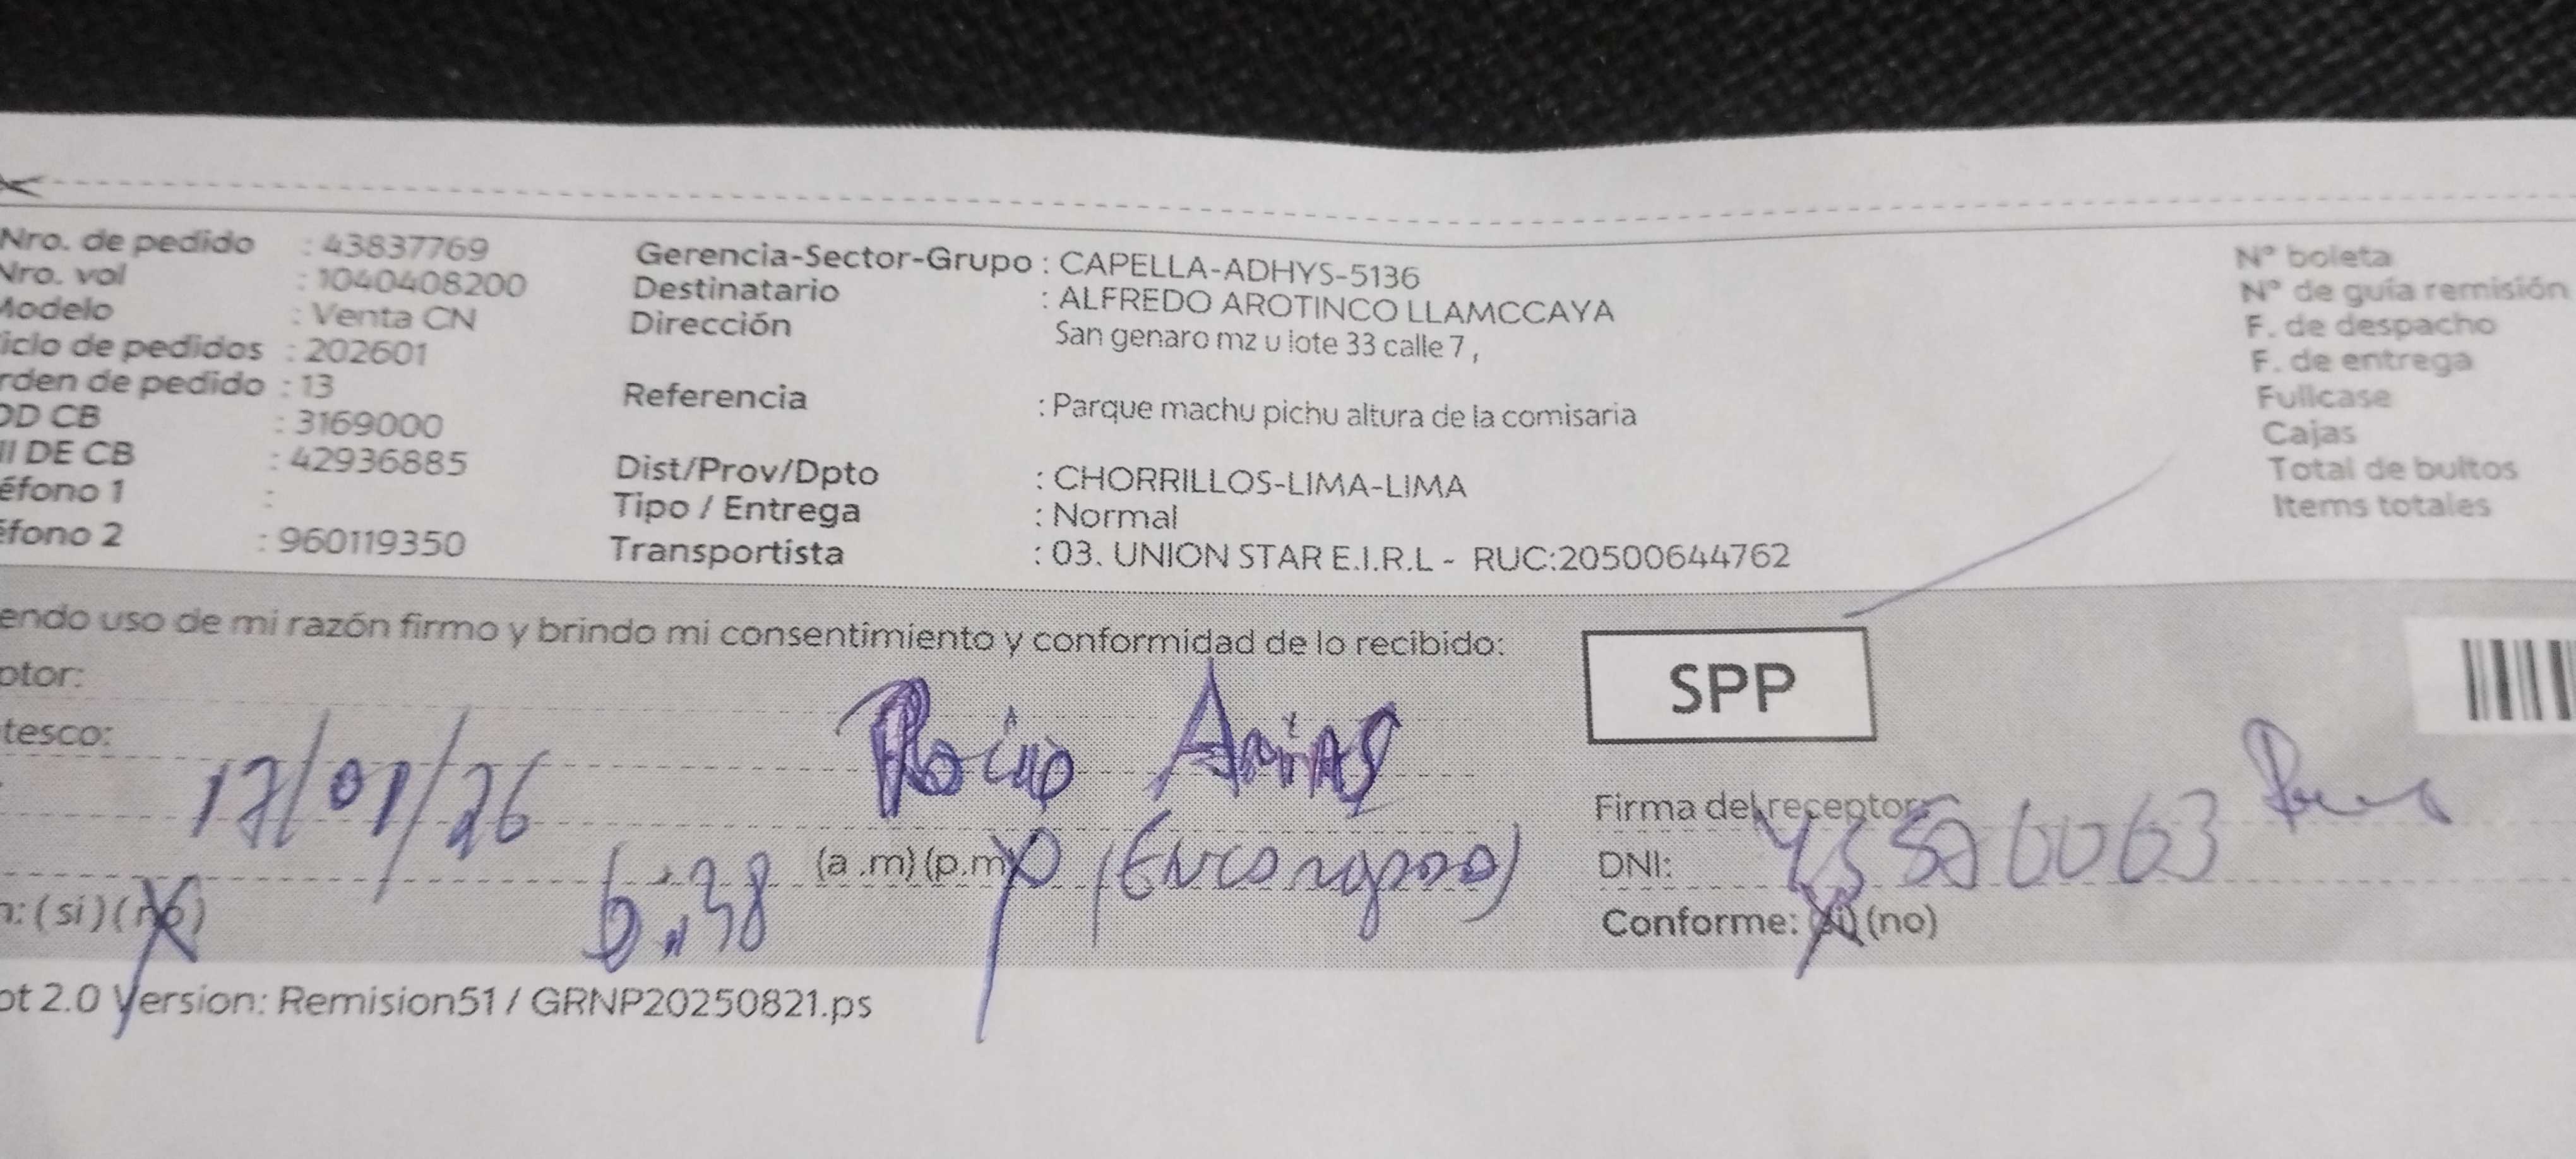 Nro. de pedido : 43837769
Nro. vol : 1040408200
Modelo : Venta CN
iclo de pedidos : 202601
rden de pedido : 13
OD CB : 3169000
II DE CB : 42936885
éfono 1 :
éfono 2 : 960119350
Gerencia-Sector-Grupo : CAPELLA-ADHYS-5136
Destinatario : ALFREDO AROTINCO LLAMCCAYA
Dirección San genaro mz u lote 33 calle 7 ,
Referencia : Parque machu pichu altura de la comisaria
Dist/Prov/Dpto : CHORRILLOS-LIMA-LIMA
Tipo / Entrega : Normal
Transportista : 03. UNION STAR E.I.R.L - RUC:20500644762
N° boleta
N° de guía remisión
F. de despacho
F. de entrega
Fullcase
Cajas
Total de bultos
Items totales
endo uso de mi razón firmo y brindo mi consentimiento y conformidad de lo recibido:
SPP
ptor:
tesco:
Rocio Arias
17/01/26
Firma del receptor:
6:38 (a .m) (p.m)
DNI:
n: ( si ) ( no )
Conforme: (si) (no)
ot 2.0 Version: Remision51 / GRNP20250821.ps